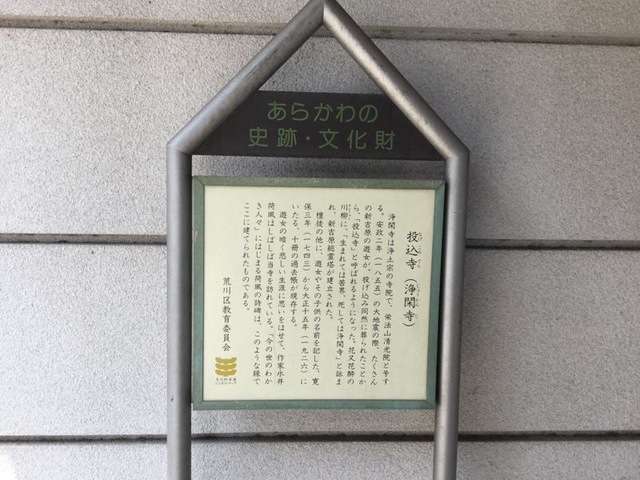 あらかわの
史跡・文化財
投込寺（浄閑寺）
浄閑寺は浄土宗の寺院で、栄法山清光院と号す
る。安政二年（一八五五）の大地震の際、たくさん
の新吉原の遊女が、投げ込み同然に葬られたことか
ら、「投込寺」と呼ばれるようになった。花又花酔の
川柳に、「生まれては苦界、死しては浄閑寺」と詠ま
れ、新吉原総霊塔が建立された。
檀徒の他に、遊女やその子供の名前を記した、寛
保三年（一七四三）から大正十五年（一九二六）に
いたる、十冊の過去帳が現存する。
遊女の暗く悲しい生涯に思いをはせて、作家永井
荷風はしばしば当寺を訪れている。「今の世のわか
き人々」にはじまる荷風の詩碑は、このような縁で
ここに建てられたものである。
荒川区教育委員会